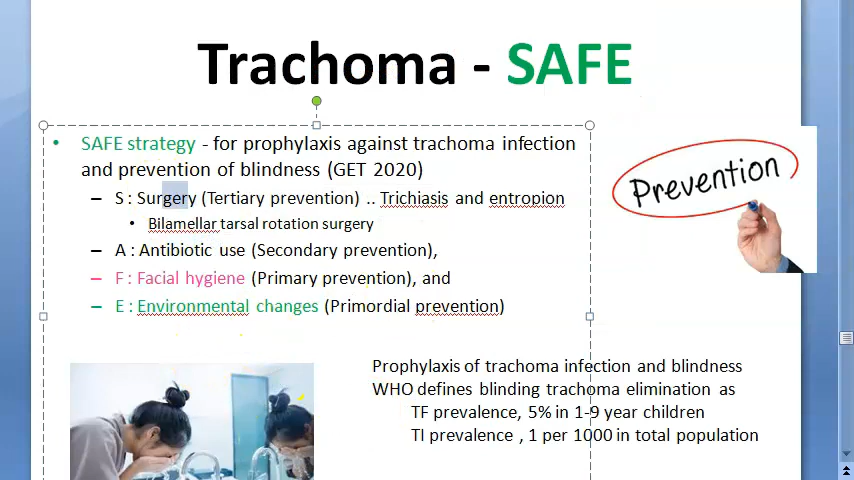 Trachoma - SAFE
• SAFE strategy - for prophylaxis against trachoma infection
and prevention of blindness (GET 2020)
– S : Surgery (Tertiary prevention) .. Trichiasis and entropion
• Bilamellar tarsal rotation surgery
– A : Antibiotic use (Secondary prevention),
– F : Facial hygiene (Primary prevention), and
– E : Environmental changes (Primordial prevention)
Prevention
Prophylaxis of trachoma infection and blindness
WHO defines blinding trachoma elimination as
TF prevalence, 5% in 1-9 year children
TI prevalence , 1 per 1000 in total population